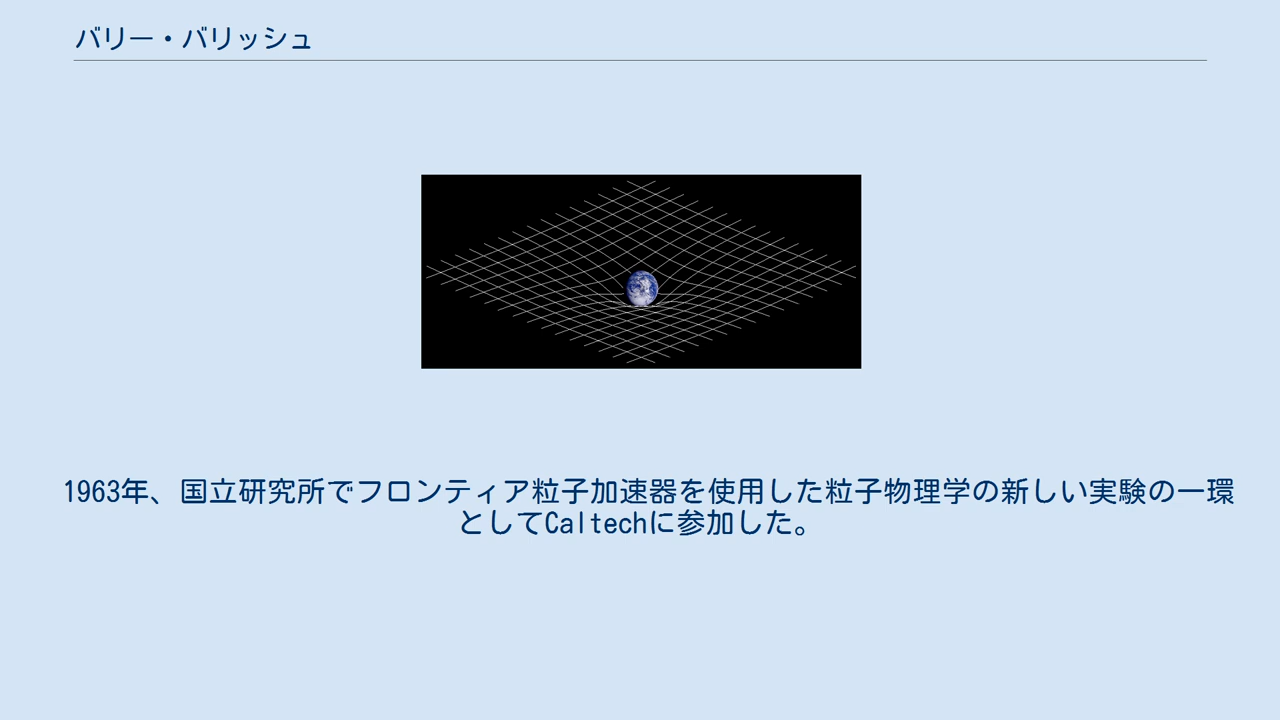 バリー・バリッシュ
1963年、国立研究所でフロンティア粒子加速器を使用した粒子物理学の新しい実験の一環
としてCaltechに参加した。